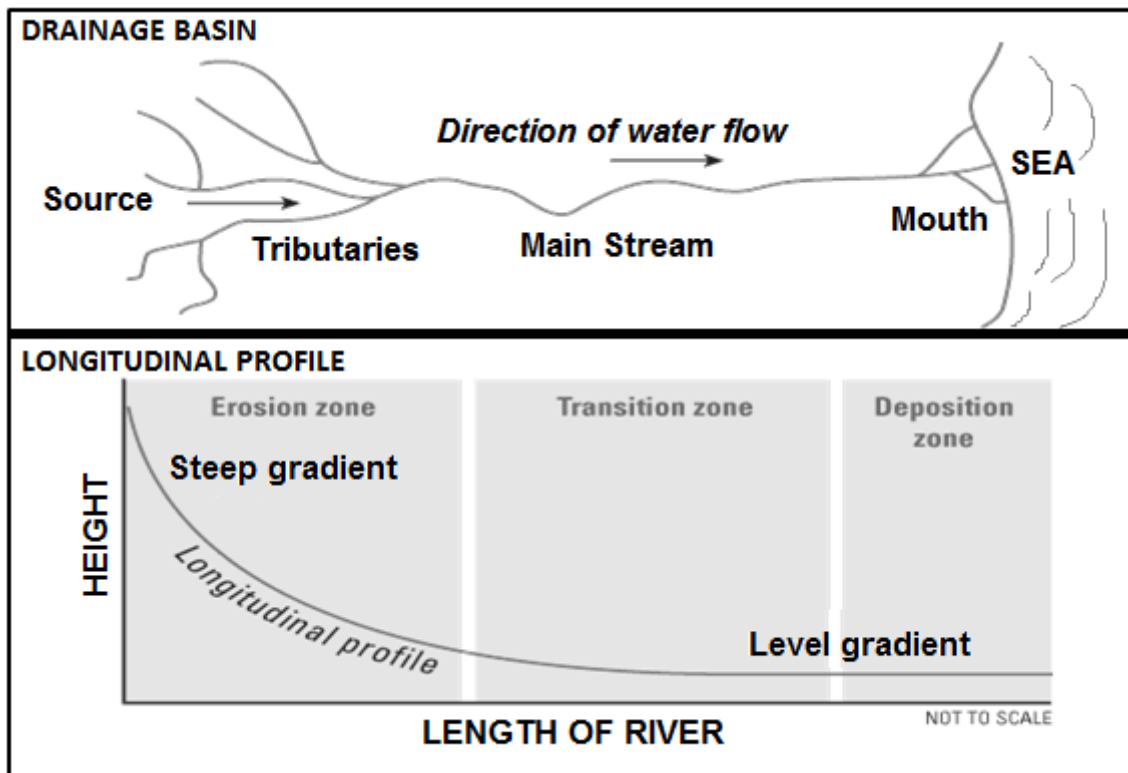 DRAINAGE BASIN
Direction of water flow
SEA
Source
Mouth
Tributaries
Main Stream
LONGITUDINAL PROFILE
Erosion zone
Transition zone
Deposition
zone
Steep gradient
HEIGHT
Longitudinal profile
Level gradient
NOT TO SCALE
LENGTH OF RIVER